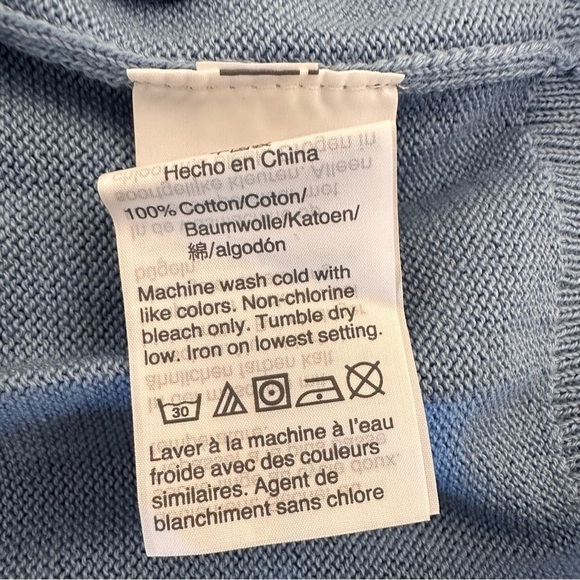 Hecho en China
100% Cotton/Coton/
Baumwolle/Katoen/
綿/algodón
Machine wash cold with
like colors. Non-chlorine
bleach only. Tumble dry
low. Iron on lowest setting.
30
Laver à la machine à l'eau
froide avec des couleurs
similaires. Agent de
blanchiment sans chlore